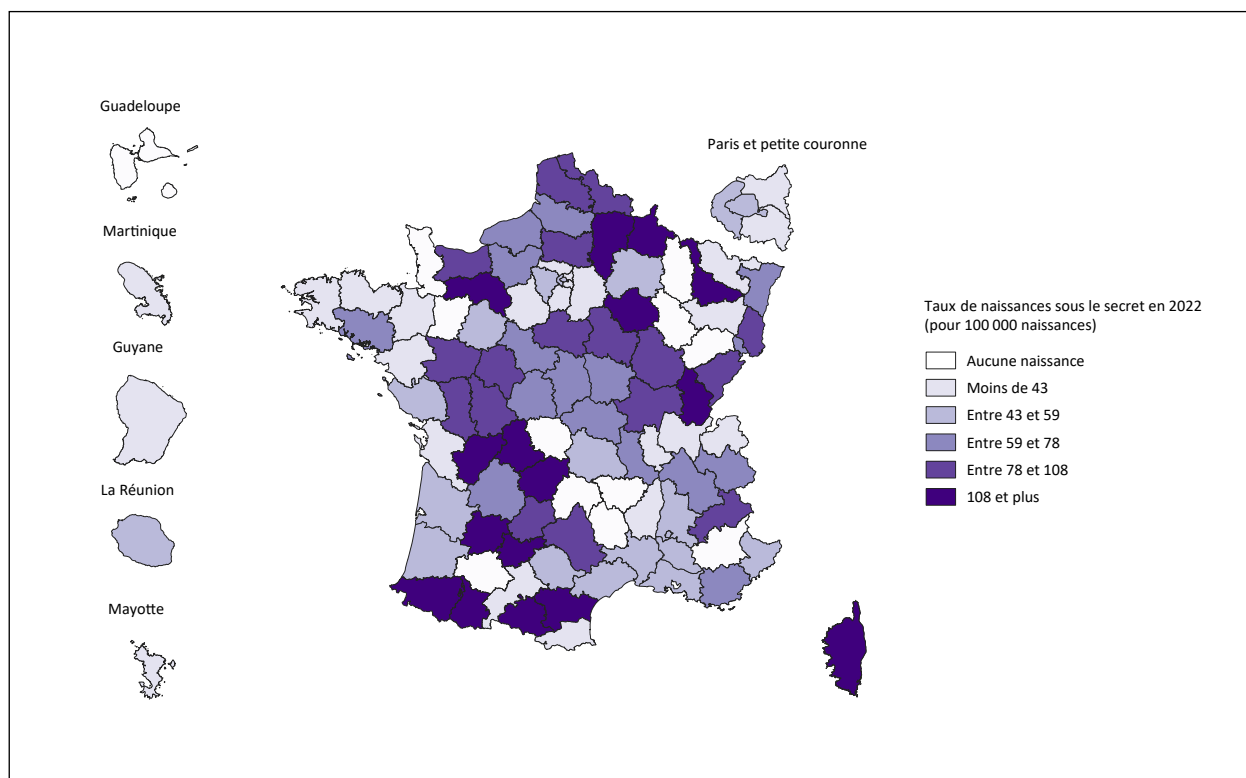 Guadeloupe
Martinique
Guyane
La Réunion
Mayotte
Paris et petite couronne
Taux de naissances sous le secret en 2022
(pour 100 000 naissances)
Aucune naissance
Moins de 43
Entre 43 et 59
Entre 59 et 78
Entre 78 et 108
108 et plus